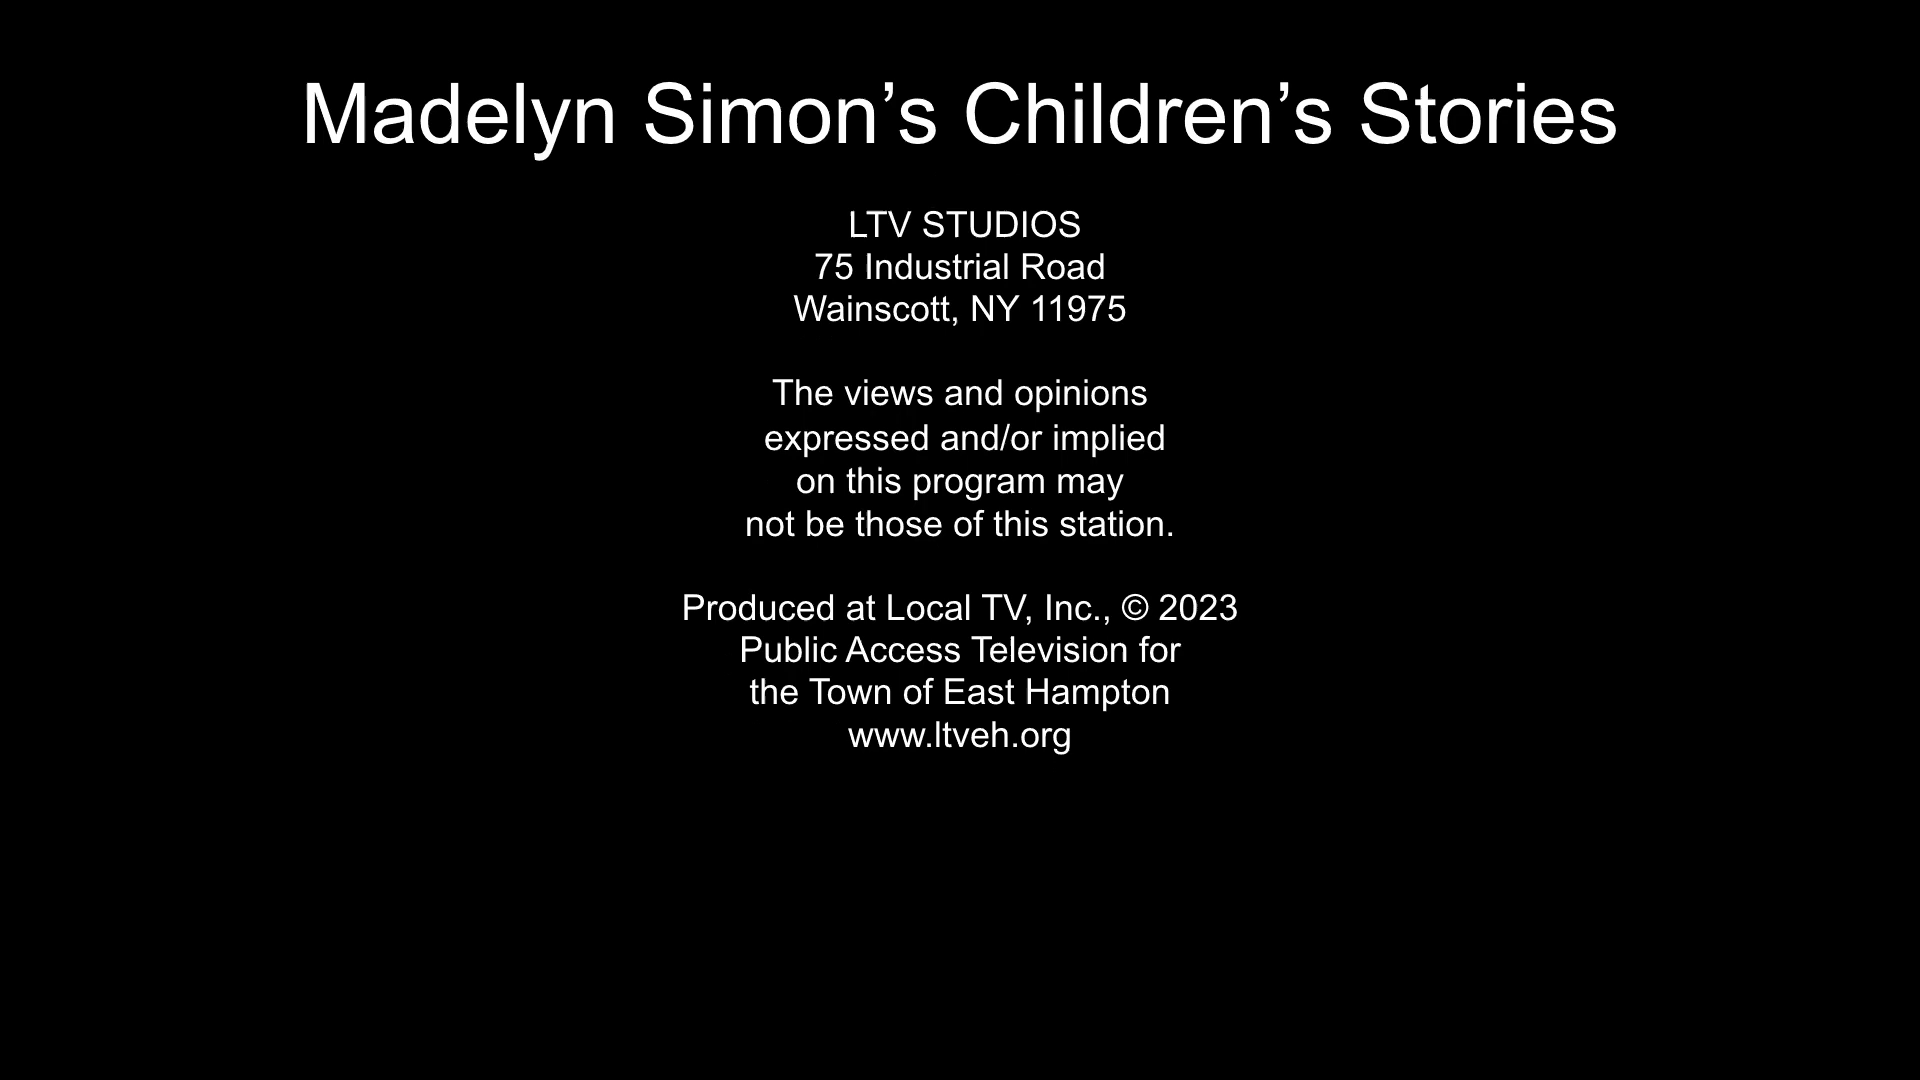 Madelyn Simon’s Children’s Stories
LTV STUDIOS
75 Industrial Road
Wainscott, NY 11975
The views and opinions
expressed and/or implied
on this program may
not be those of this station.
Produced at Local TV, Inc., © 2023
Public Access Television for
the Town of East Hampton
www.ltveh.org